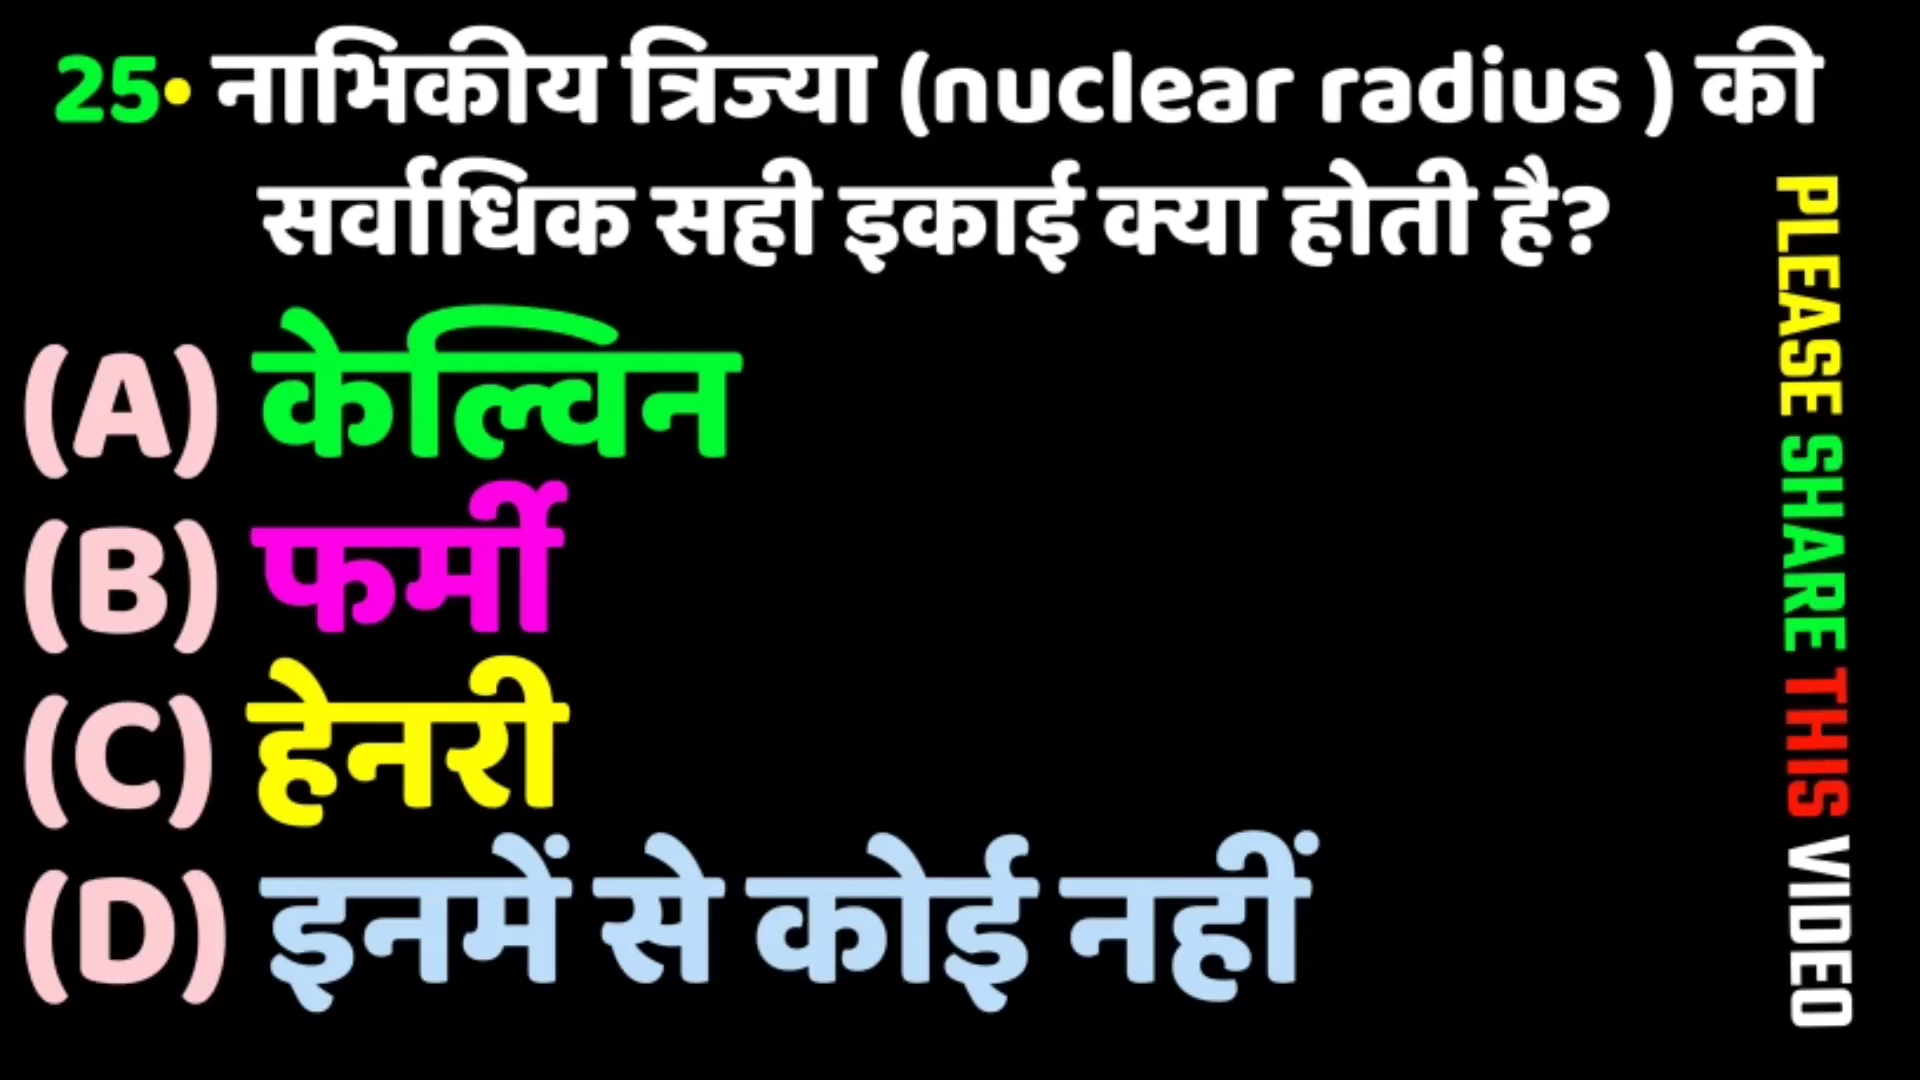 25• नाभिकीय त्रिज्या (nuclear radius ) की
सर्वाधिक सही इकाई क्या होती है?
(A) केल्विन
(B) फर्मी
(C) हेनरी
(D) इनमें से कोई नहीं
PLEASE SHARE THIS VIDEO